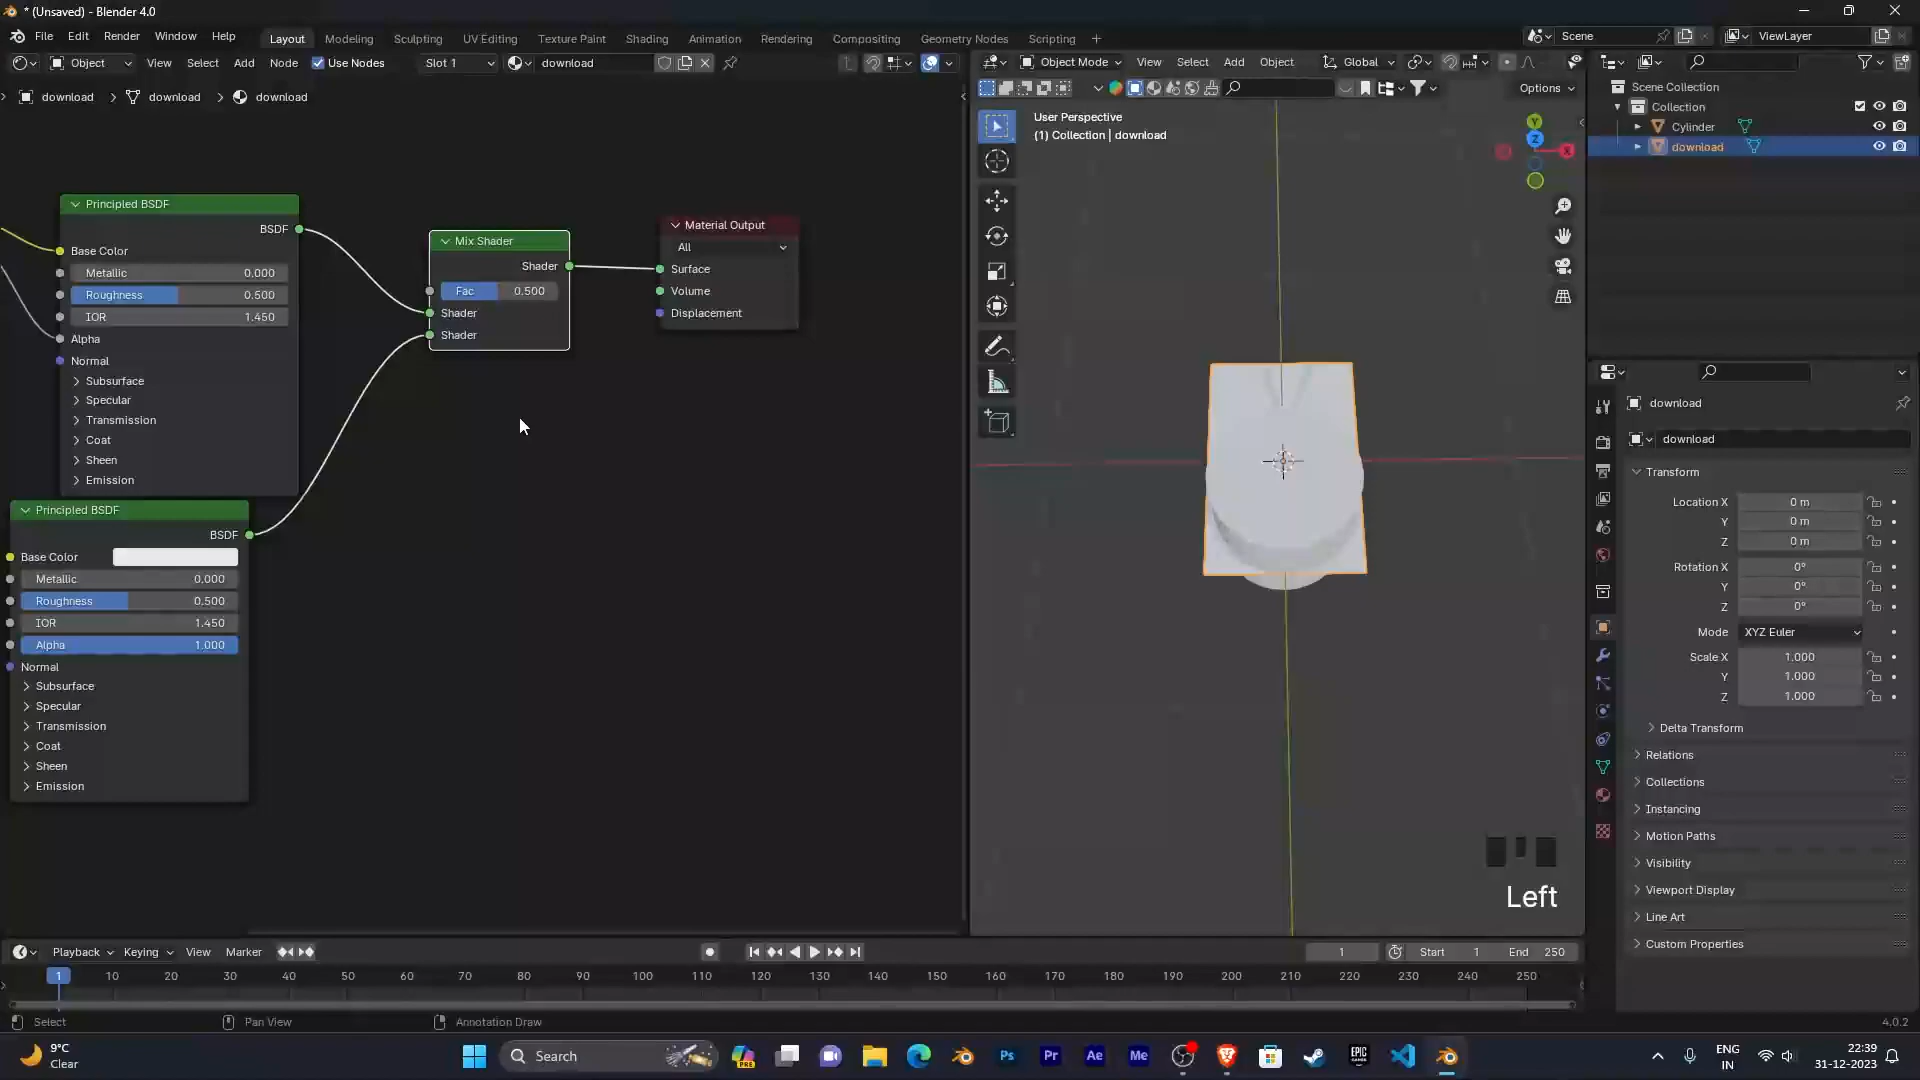 * (Unsaved) - Blender 4.0
File Edit Render Window Help
Layout Modeling Sculpting UV Editing Texture Paint Shading Animation Rendering Compositing Geometry Nodes Scripting +
Scene
ViewLayer
Object View Select Add Node Use Nodes Slot 1 download
download > download > download
Principled BSDF
BSDF
Base Color
Metallic 0.000
Roughness 0.500
IOR 1.450
Alpha
Normal
Subsurface
Specular
Transmission
Coat
Sheen
Emission
Mix Shader
Shader
Fac 0.500
Shader
Shader
Material Output
All
Surface
Volume
Displacement
Principled BSDF
BSDF
Base Color
Metallic 0.000
Roughness 0.500
IOR 1.450
Alpha 1.000
Normal
Subsurface
Specular
Transmission
Coat
Sheen
Emission
Object Mode View Select Add Object Global
Options
User Perspective
(1) Collection | download
Y
Z
X
Left
Scene Collection
Collection
Cylinder
download
download
download
Transform
Location X 0 m
Y 0 m
Z 0 m
Rotation X 0°
Y 0°
Z 0°
Mode XYZ Euler
Scale X 1.000
Y 1.000
Z 1.000
Delta Transform
Relations
Collections
Instancing
Motion Paths
Visibility
Viewport Display
Line Art
Custom Properties
Playback Keying View Marker
1 Start 1 End 250
1 10 20 30 40 50 60 70 80 90 100 110 120 130 140 150 160 170 180 190 200 210 220 230 240 250
Select Pan View Annotation Draw
4.0.2
9°C
Clear
Search
PRE
Ps Pr Ae Me
EPIC
ENG
IN
22:39
31-12-2023